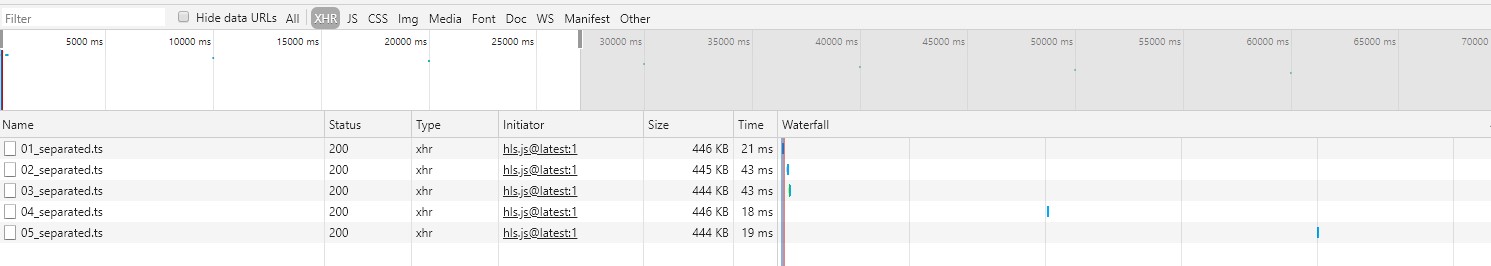 Filter Hide data URLs All XHR JS CSS Img Media Font Doc WS Manifest Other
5000 ms 10000 ms 15000 ms 20000 ms 25000 ms 30000 ms 35000 ms 40000 ms 45000 ms 50000 ms 55000 ms 60000 ms 65000 ms 70000
Name Status Type Initiator Size Time Waterfall
01_separated.ts 200 xhr hls.js@latest:1 446 KB 21 ms
02_separated.ts 200 xhr hls.js@latest:1 445 KB 43 ms
03_separated.ts 200 xhr hls.js@latest:1 444 KB 43 ms
04_separated.ts 200 xhr hls.js@latest:1 446 KB 18 ms
05_separated.ts 200 xhr hls.js@latest:1 444 KB 19 ms